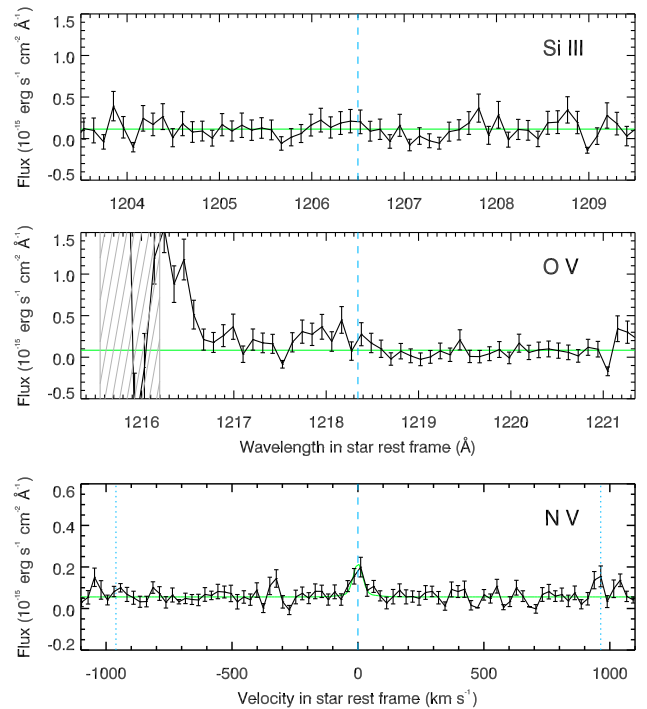 Si III
1.5
1.0
0.5
0.0
-0.5
Flux (10⁻¹⁵ erg s⁻¹ cm⁻² Å⁻¹)
1204 1205 1206 1207 1208 1209
O V
1.5
1.0
0.5
0.0
-0.5
Flux (10⁻¹⁵ erg s⁻¹ cm⁻² Å⁻¹)
1216 1217 1218 1219 1220 1221
Wavelength in star rest frame (Å)
N V
0.6
0.4
0.2
0.0
-0.2
Flux (10⁻¹⁵ erg s⁻¹ cm⁻² Å⁻¹)
-1000 -500 0 500 1000
Velocity in star rest frame (km s⁻¹)